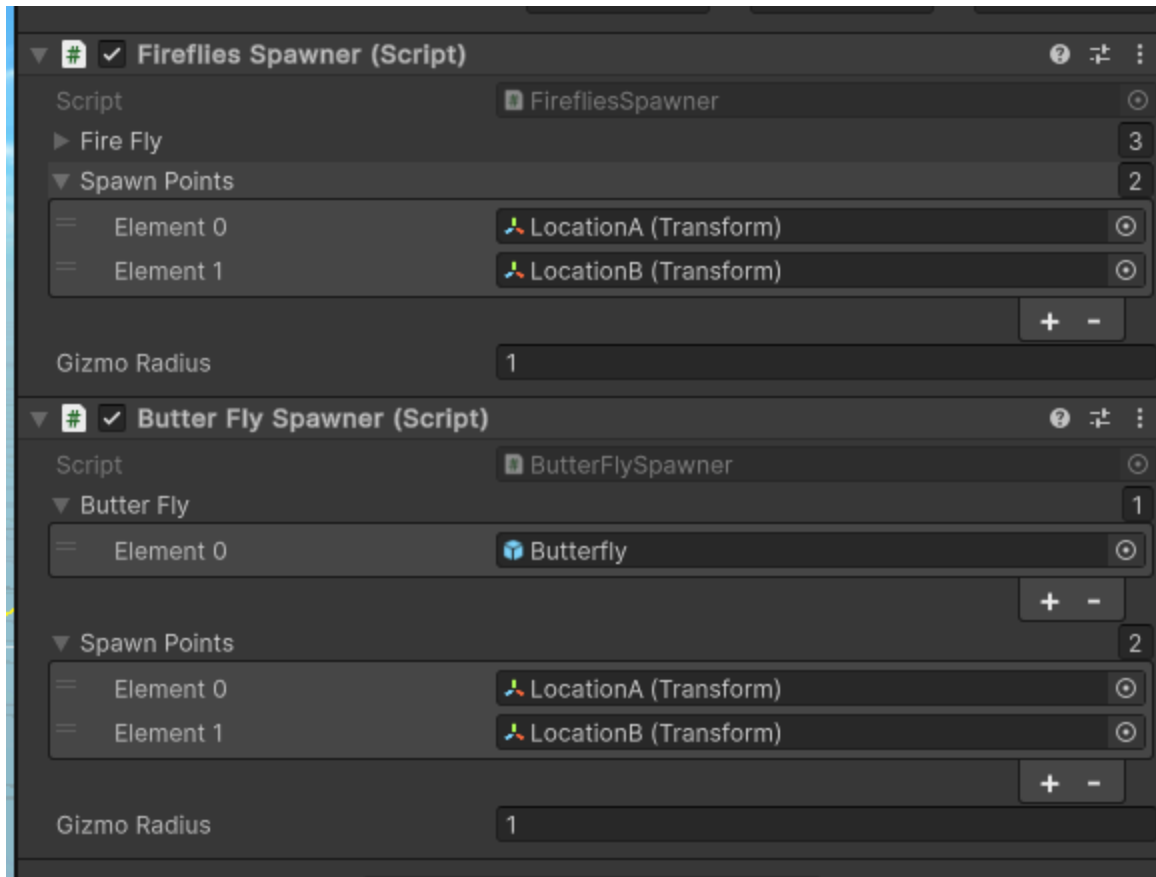 Fireflies Spawner (Script)
Script FirefliesSpawner
Fire Fly 3
Spawn Points 2
Element 0 LocationA (Transform)
Element 1 LocationB (Transform)
+ -
Gizmo Radius 1
# Butter Fly Spawner (Script)
Script ButterFlySpawner
Butter Fly 1
Element 0 Butterfly
+ -
Spawn Points 2
Element 0 LocationA (Transform)
Element 1 LocationB (Transform)
+ -
Gizmo Radius 1